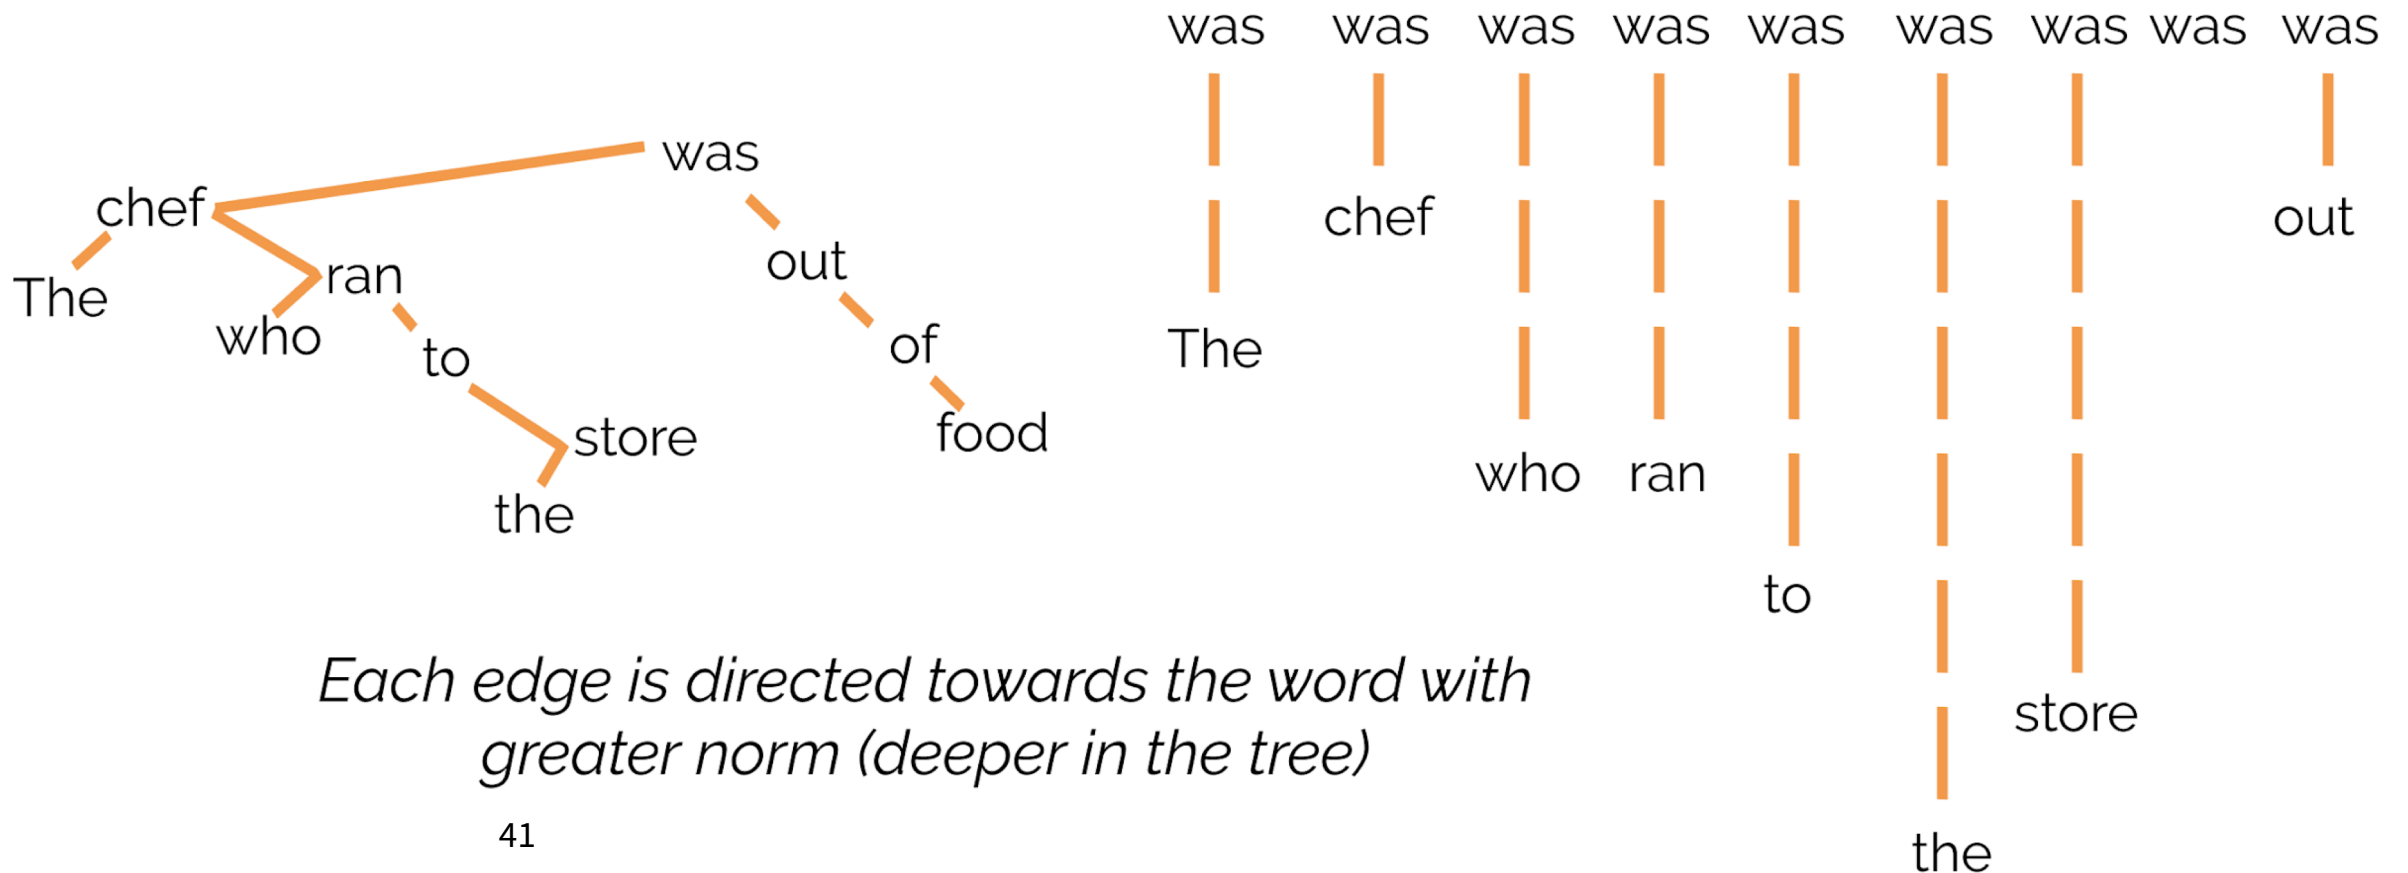 was was was was was was was was was
was
chef
The
ran
who
to
store
the
out
of
food
chef
out
The
who ran
to
store
the
Each edge is directed towards the word with
greater norm (deeper in the tree)
41